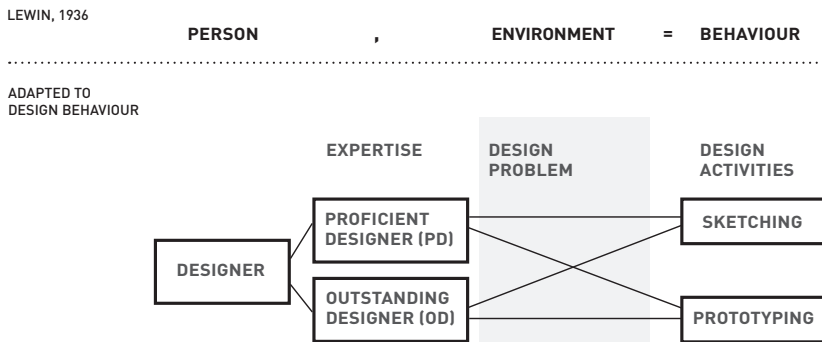 LEWIN, 1936
PERSON , ENVIRONMENT = BEHAVIOUR
ADAPTED TO
DESIGN BEHAVIOUR
EXPERTISE
DESIGN
PROBLEM
DESIGN
ACTIVITIES
PROFICIENT
DESIGNER (PD)
SKETCHING
DESIGNER
OUTSTANDING
DESIGNER (OD)
PROTOTYPING